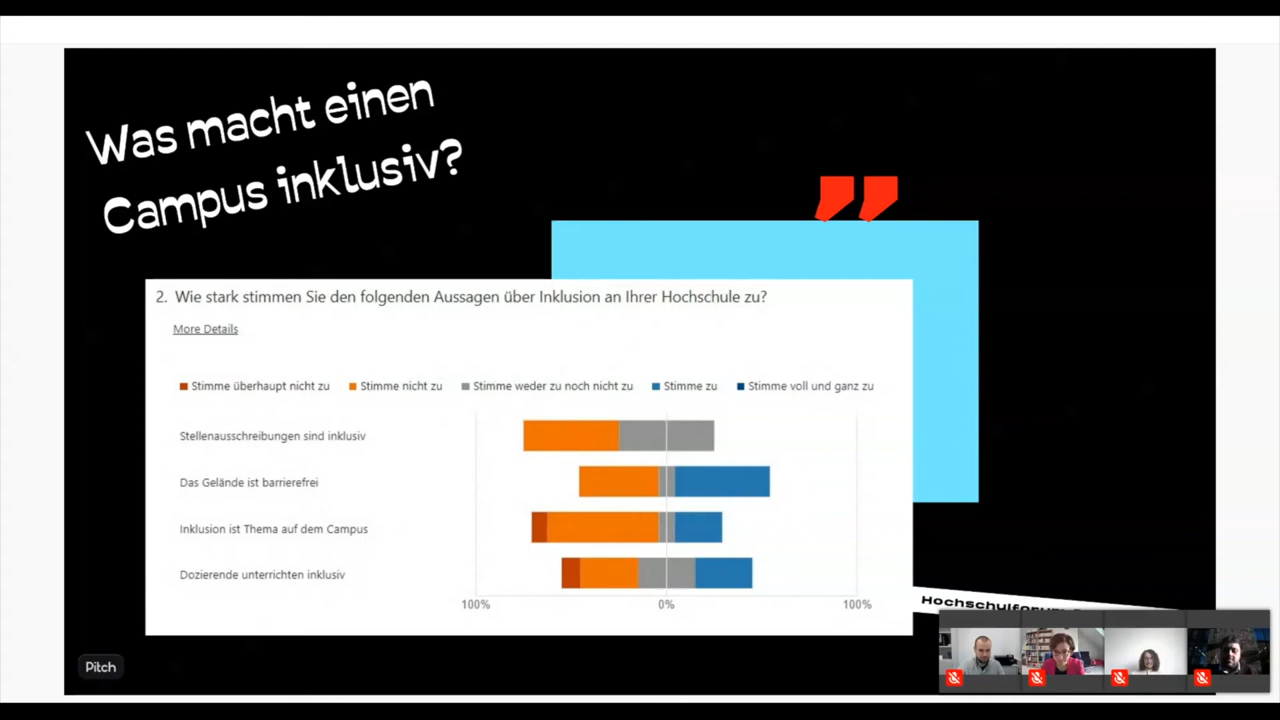 Was macht einen
Campus inklusiv?
2. Wie stark stimmen Sie den folgenden Aussagen über Inklusion an Ihrer Hochschule zu?
More Details
Stimme überhaupt nicht zu Stimme nicht zu Stimme weder zu noch nicht zu Stimme zu Stimme voll und ganz zu
Stellenausschreibungen sind inklusiv
Das Gelände ist barrierefrei
Inklusion ist Thema auf dem Campus
Dozierende unterrichten inklusiv
100% 0% 100%
Hochschulforum
Pitch